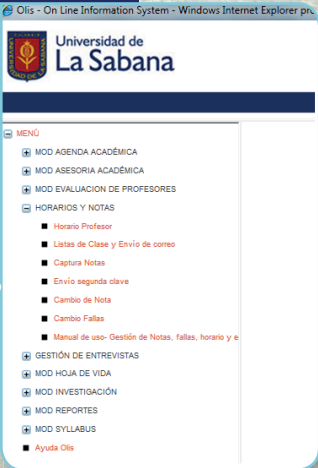 Olis - On Line Information System - Windows Internet Explorer
Universidad de
La Sabana
MENÚ
MOD AGENDA ACADÉMICA
MOD ASESORIA ACADÉMICA
MOD EVALUACION DE PROFESORES
HORARIOS Y NOTAS
Horario Profesor
Listas de Clase y Envío de correo
Captura Notas
Envío segunda clave
Cambio de Nota
Cambio Fallas
Manual de uso- Gestión de Notas, fallas, horario y e
GESTIÓN DE ENTREVISTAS
MOD HOJA DE VIDA
MOD INVESTIGACIÓN
MOD REPORTES
MOD SYLLABUS
Ayuda Olis